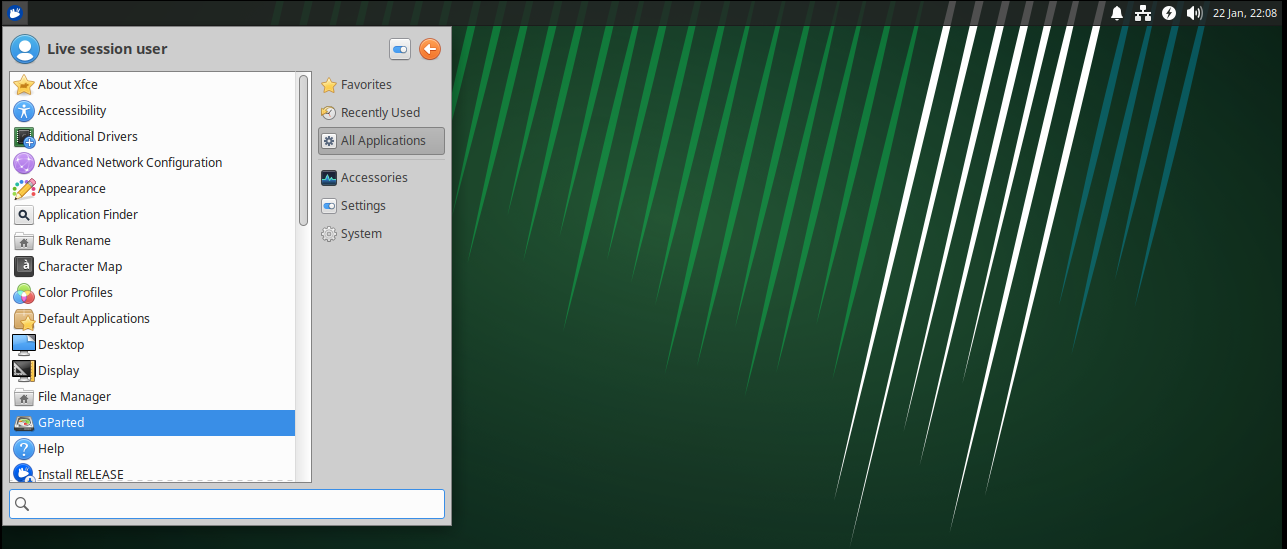 22 Jan, 22:08
Live session user
About Xfce
Accessibility
Additional Drivers
Advanced Network Configuration
Appearance
Application Finder
Bulk Rename
Character Map
Color Profiles
Default Applications
Desktop
Display
File Manager
GParted
Help
Install RELEASE
Favorites
Recently Used
All Applications
Accessories
Settings
System